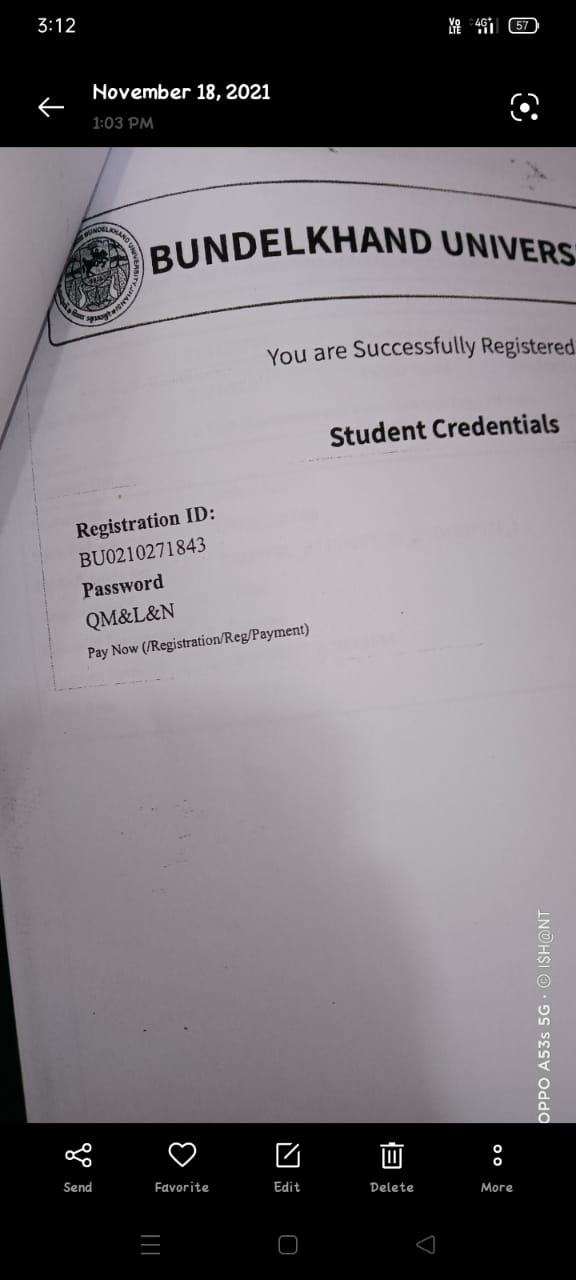 3:12
Vo LTE 4G+ 57
November 18, 2021
1:03 PM
BUNDELKHAND UNIVERS
You are Successfully Registered
Student Credentials
Registration ID:
BU0210271843
Password
QM&L&N
Pay Now (/Registration/Reg/Payment)
OPPO A53s 5G · © I$H@NT
Send Favorite Edit Delete More